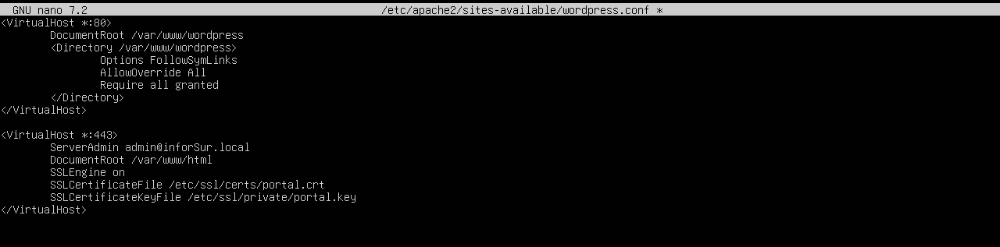 GNU nano 7.2 /etc/apache2/sites-available/wordpress.conf *
<VirtualHost *:80>
DocumentRoot /var/www/wordpress
<Directory /var/www/wordpress>
Options FollowSymLinks
AllowOverride All
Require all granted
</Directory>
</VirtualHost>
<VirtualHost *:443>
ServerAdmin admin@inforSur.local
DocumentRoot /var/www/html
SSLEngine on
SSLCertificateFile /etc/ssl/certs/portal.crt
SSLCertificateKeyFile /etc/ssl/private/portal.key
</VirtualHost>